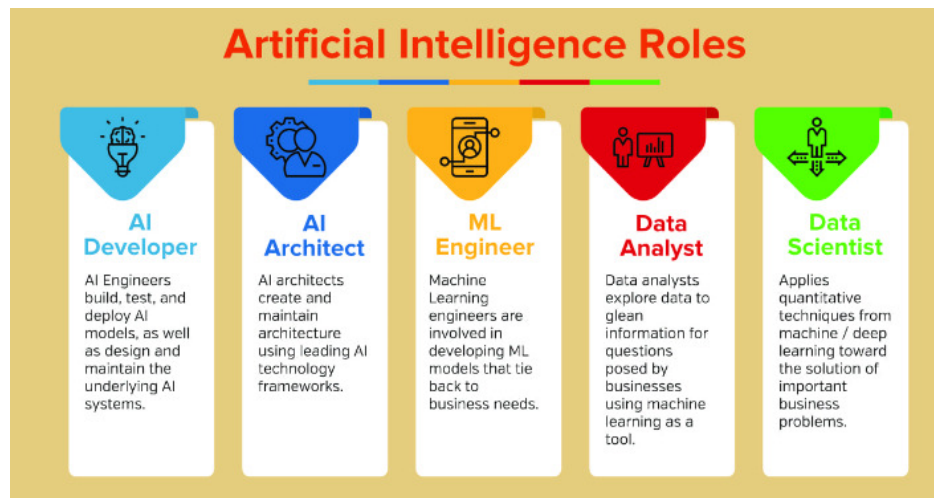 Artificial Intelligence Roles
AI
Developer
AI Engineers
build, test, and
deploy AI
models, as well
as design and
maintain the
underlying AI
systems.
AI
Architect
AI architects
create and
maintain
architecture
using leading AI
technology
frameworks.
ML
Engineer
Machine
Learning
engineers are
involved in
developing ML
models that tie
back to
business needs.
Data
Analyst
Data analysts
explore data to
glean
information for
questions
posed by
businesses
using machine
learning as a
tool.
Data
Scientist
Applies
quantitative
techniques from
machine / deep
learning toward
the solution of
important
business
problems.